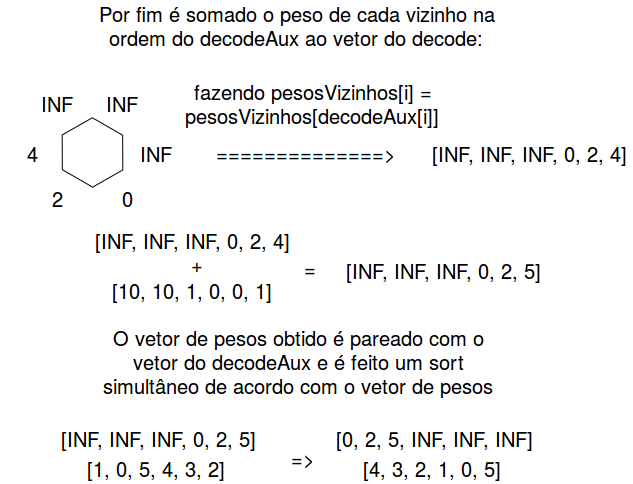 Por fim é somado o peso de cada vizinho na
ordem do decodeAux ao vetor do decode:
INF INF
fazendo pesosVizinhos[i] =
pesosVizinhos[decodeAux[i]]
4 INF ==============> [INF, INF, INF, 0, 2, 4]
2 0
[INF, INF, INF, 0, 2, 4]
+
[10, 10, 1, 0, 0, 1]
= [INF, INF, INF, 0, 2, 5]
O vetor de pesos obtido é pareado com o
vetor do decodeAux e é feito um sort
simultâneo de acordo com o vetor de pesos
[INF, INF, INF, 0, 2, 5]
[1, 0, 5, 4, 3, 2]
=>
[0, 2, 5, INF, INF, INF]
[4, 3, 2, 1, 0, 5]